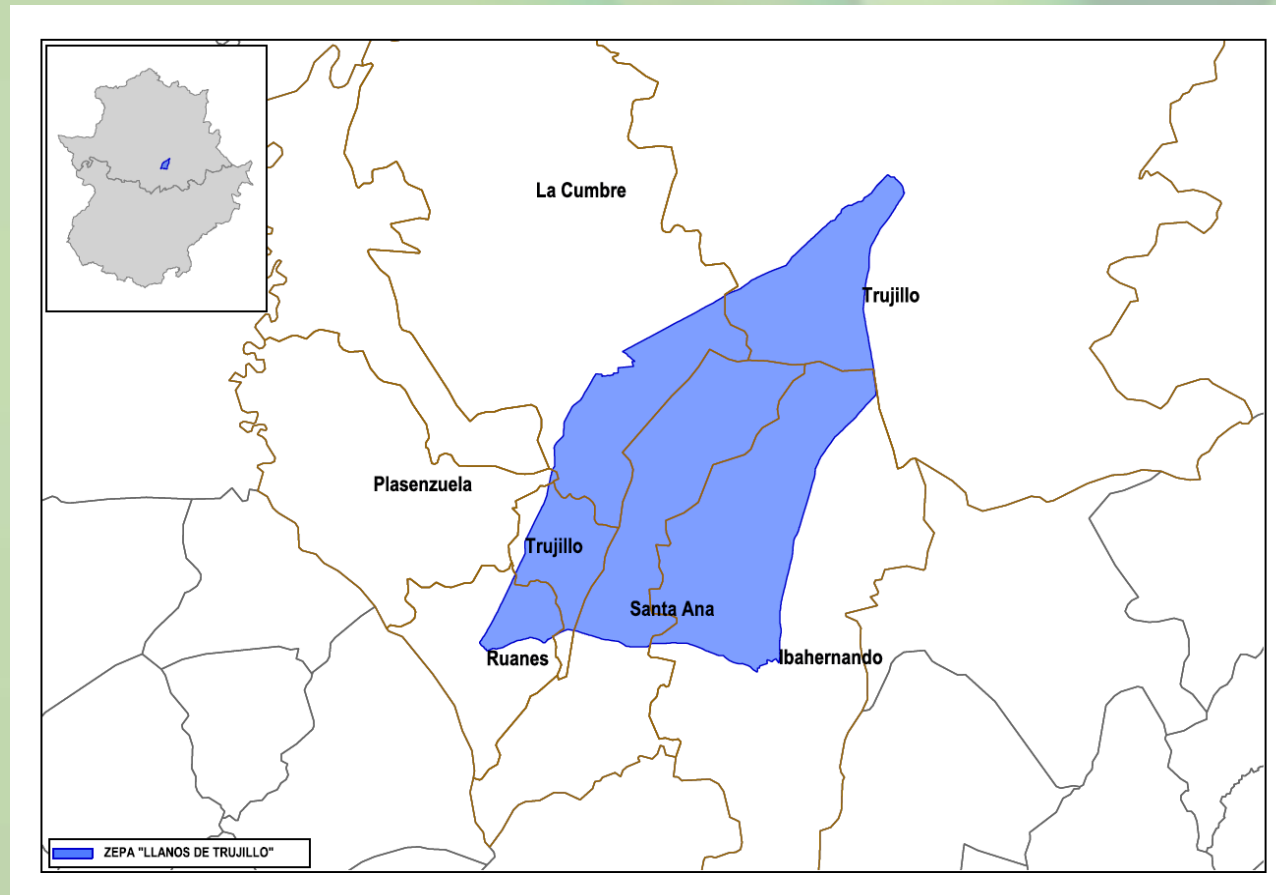 La Cumbre
Trujillo
Plasenzuela
Trujillo
Santa Ana
Ruanes
Ibahernando
ZEPA "LLANOS DE TRUJILLO"